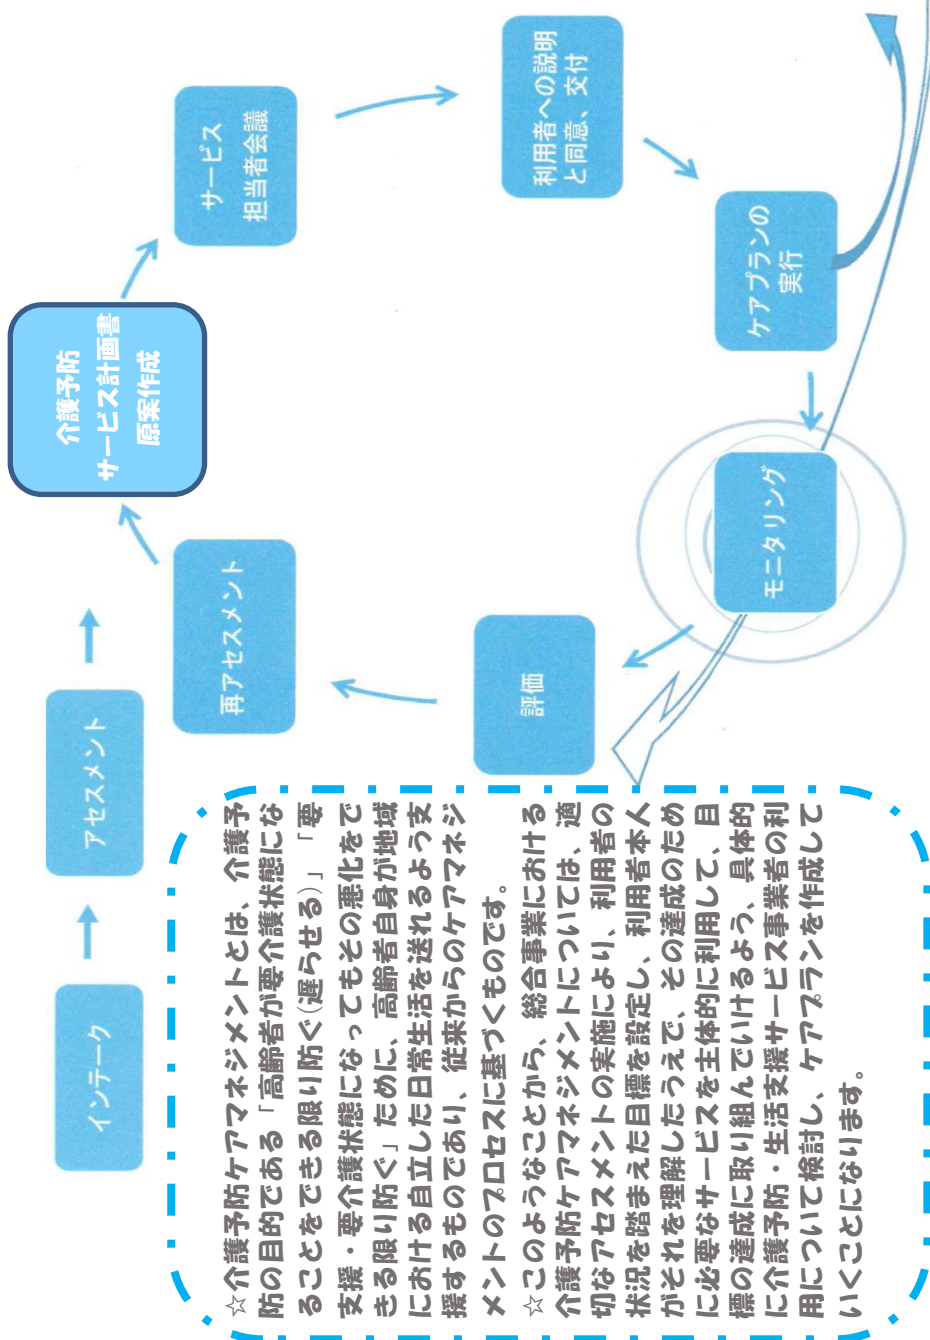 インテーク
アセスメント
再アセスメント
介護予防
サービス計画書
原案作成
サービス
担当者会議
利用者への説明
と同意、交付
ケアプランの
実行
モニタリング
評価
☆介護予防ケアマネジメントとは、介護予
防の目的である「高齢者が要介護状態にな
ることをできる限り防ぐ(遅らせる)」「要
支援・要介護状態になってもその悪化をで
きる限り防ぐ」ために、高齢者自身が地域
における自立した日常生活を送れるよう支
援するものであり、従来からのケアマネジ
メントのプロセスに基づくものです。
☆このようなことから、総合事業における
介護予防ケアマネジメントについては、適
切なアセスメントの実施により、利用者の
状況を踏まえた目標を設定し、利用者本人
がそれを理解したうえで、その達成のため
に必要なサービスを主体的に利用して、目
標の達成に取り組んでいけるよう、具体的
に介護予防・生活支援サービス事業者の利
用について検討し、ケアプランを作成して
いくことになります。